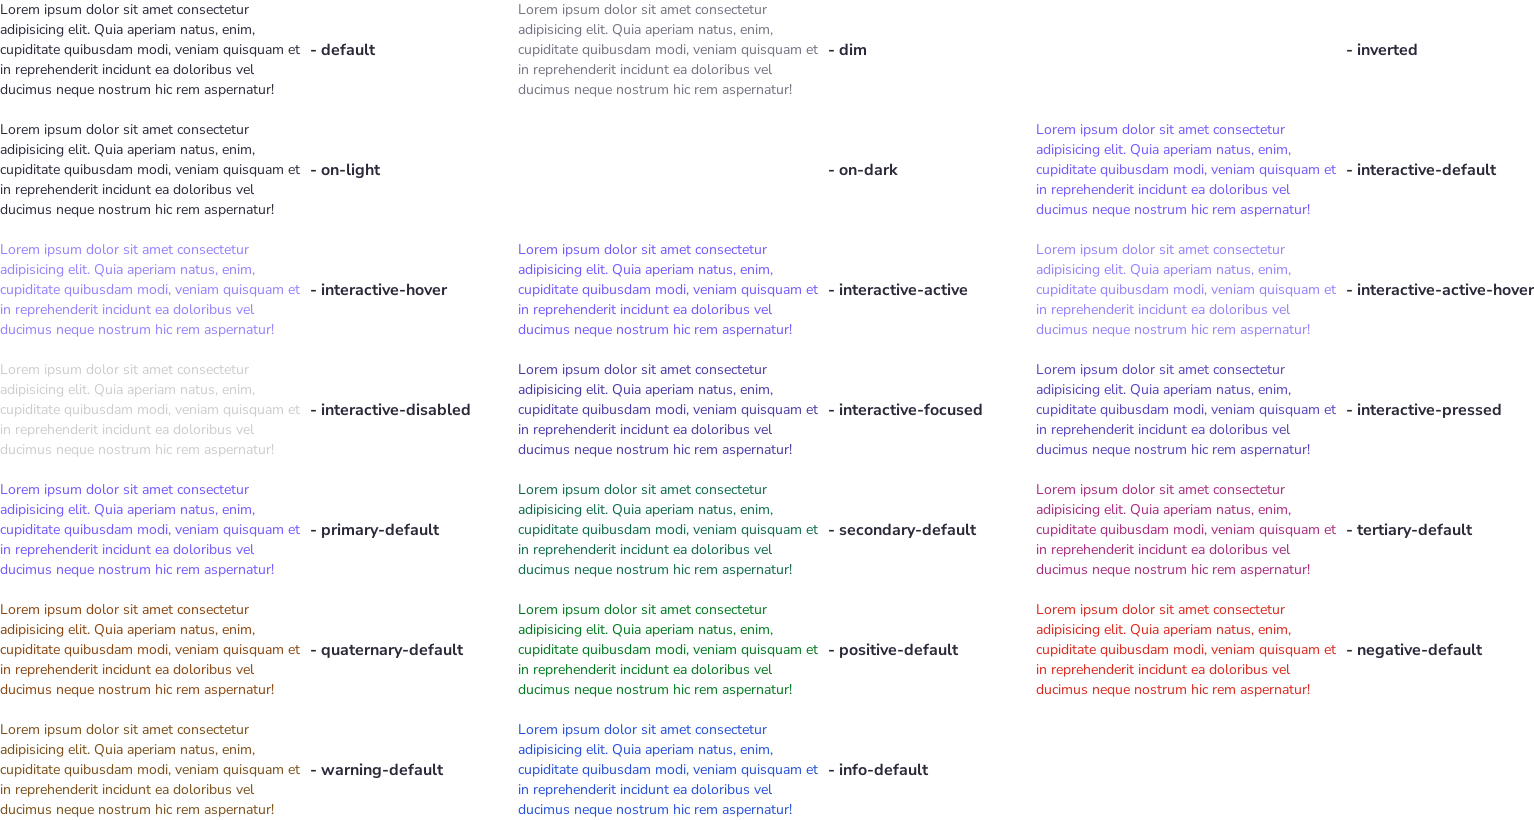 Lorem ipsum dolor sit amet consectetur
adipisicing elit. Quia aperiam natus, enim,
cupiditate quibusdam modi, veniam quisquam et
in reprehenderit incidunt ea doloribus vel
ducimus neque nostrum hic rem aspernatur!
- default
Lorem ipsum dolor sit amet consectetur
adipisicing elit. Quia aperiam natus, enim,
cupiditate quibusdam modi, veniam quisquam et
in reprehenderit incidunt ea doloribus vel
ducimus neque nostrum hic rem aspernatur!
- dim
- inverted
Lorem ipsum dolor sit amet consectetur
adipisicing elit. Quia aperiam natus, enim,
cupiditate quibusdam modi, veniam quisquam et
in reprehenderit incidunt ea doloribus vel
ducimus neque nostrum hic rem aspernatur!
- on-light
- on-dark
Lorem ipsum dolor sit amet consectetur
adipisicing elit. Quia aperiam natus, enim,
cupiditate quibusdam modi, veniam quisquam et
in reprehenderit incidunt ea doloribus vel
ducimus neque nostrum hic rem aspernatur!
- interactive-default
Lorem ipsum dolor sit amet consectetur
adipisicing elit. Quia aperiam natus, enim,
cupiditate quibusdam modi, veniam quisquam et
in reprehenderit incidunt ea doloribus vel
ducimus neque nostrum hic rem aspernatur!
- interactive-hover
Lorem ipsum dolor sit amet consectetur
adipisicing elit. Quia aperiam natus, enim,
cupiditate quibusdam modi, veniam quisquam et
in reprehenderit incidunt ea doloribus vel
ducimus neque nostrum hic rem aspernatur!
- interactive-active
Lorem ipsum dolor sit amet consectetur
adipisicing elit. Quia aperiam natus, enim,
cupiditate quibusdam modi, veniam quisquam et
in reprehenderit incidunt ea doloribus vel
ducimus neque nostrum hic rem aspernatur!
- interactive-active-hover
Lorem ipsum dolor sit amet consectetur
adipisicing elit. Quia aperiam natus, enim,
cupiditate quibusdam modi, veniam quisquam et
in reprehenderit incidunt ea doloribus vel
ducimus neque nostrum hic rem aspernatur!
- interactive-disabled
Lorem ipsum dolor sit amet consectetur
adipisicing elit. Quia aperiam natus, enim,
cupiditate quibusdam modi, veniam quisquam et
in reprehenderit incidunt ea doloribus vel
ducimus neque nostrum hic rem aspernatur!
- interactive-focused
Lorem ipsum dolor sit amet consectetur
adipisicing elit. Quia aperiam natus, enim,
cupiditate quibusdam modi, veniam quisquam et
in reprehenderit incidunt ea doloribus vel
ducimus neque nostrum hic rem aspernatur!
- interactive-pressed
Lorem ipsum dolor sit amet consectetur
adipisicing elit. Quia aperiam natus, enim,
cupiditate quibusdam modi, veniam quisquam et
in reprehenderit incidunt ea doloribus vel
ducimus neque nostrum hic rem aspernatur!
- primary-default
Lorem ipsum dolor sit amet consectetur
adipisicing elit. Quia aperiam natus, enim,
cupiditate quibusdam modi, veniam quisquam et
in reprehenderit incidunt ea doloribus vel
ducimus neque nostrum hic rem aspernatur!
- secondary-default
Lorem ipsum dolor sit amet consectetur
adipisicing elit. Quia aperiam natus, enim,
cupiditate quibusdam modi, veniam quisquam et
in reprehenderit incidunt ea doloribus vel
ducimus neque nostrum hic rem aspernatur!
- tertiary-default
Lorem ipsum dolor sit amet consectetur
adipisicing elit. Quia aperiam natus, enim,
cupiditate quibusdam modi, veniam quisquam et
in reprehenderit incidunt ea doloribus vel
ducimus neque nostrum hic rem aspernatur!
- quaternary-default
Lorem ipsum dolor sit amet consectetur
adipisicing elit. Quia aperiam natus, enim,
cupiditate quibusdam modi, veniam quisquam et
in reprehenderit incidunt ea doloribus vel
ducimus neque nostrum hic rem aspernatur!
- positive-default
Lorem ipsum dolor sit amet consectetur
adipisicing elit. Quia aperiam natus, enim,
cupiditate quibusdam modi, veniam quisquam et
in reprehenderit incidunt ea doloribus vel
ducimus neque nostrum hic rem aspernatur!
- negative-default
Lorem ipsum dolor sit amet consectetur
adipisicing elit. Quia aperiam natus, enim,
cupiditate quibusdam modi, veniam quisquam et
in reprehenderit incidunt ea doloribus vel
ducimus neque nostrum hic rem aspernatur!
- warning-default
Lorem ipsum dolor sit amet consectetur
adipisicing elit. Quia aperiam natus, enim,
cupiditate quibusdam modi, veniam quisquam et
in reprehenderit incidunt ea doloribus vel
ducimus neque nostrum hic rem aspernatur!
- info-default